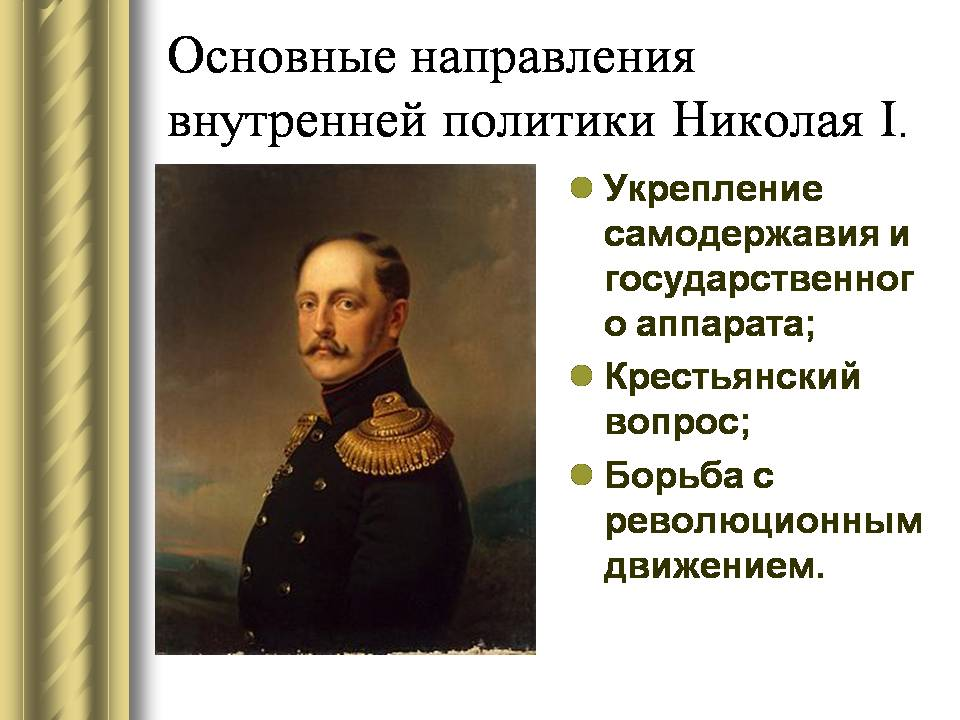 Основные направления
внутренней политики Николая I.
Укрепление
самодержавия и
государственног
о аппарата;
Крестьянский
вопрос;
Борьба с
революционным
движением.